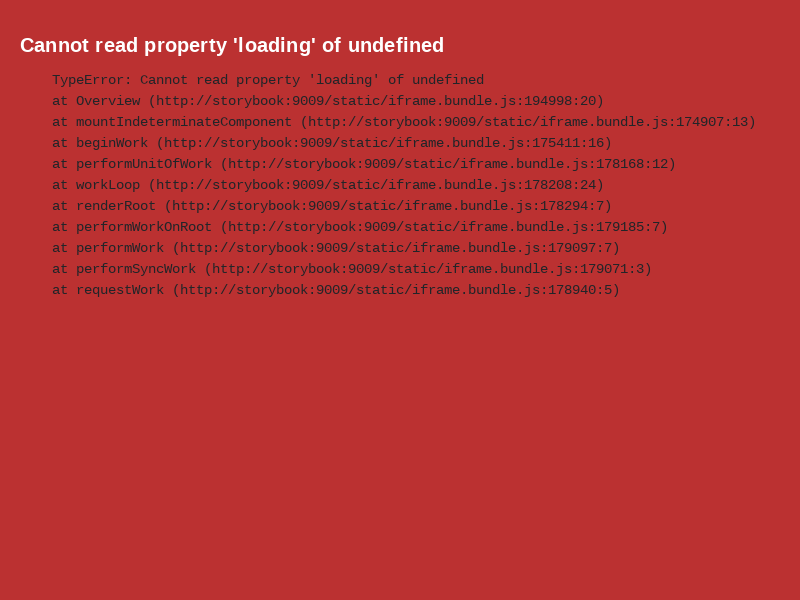 Cannot read property 'loading' of undefined
TypeError: Cannot read property 'loading' of undefined
at Overview (http://storybook:9009/static/iframe.bundle.js:194998:20)
at mountIndeterminateComponent (http://storybook:9009/static/iframe.bundle.js:174907:13)
at beginWork (http://storybook:9009/static/iframe.bundle.js:175411:16)
at performUnitOfWork (http://storybook:9009/static/iframe.bundle.js:178168:12)
at workLoop (http://storybook:9009/static/iframe.bundle.js:178208:24)
at renderRoot (http://storybook:9009/static/iframe.bundle.js:178294:7)
at performWorkOnRoot (http://storybook:9009/static/iframe.bundle.js:179185:7)
at performWork (http://storybook:9009/static/iframe.bundle.js:179097:7)
at performSyncWork (http://storybook:9009/static/iframe.bundle.js:179071:3)
at requestWork (http://storybook:9009/static/iframe.bundle.js:178940:5)